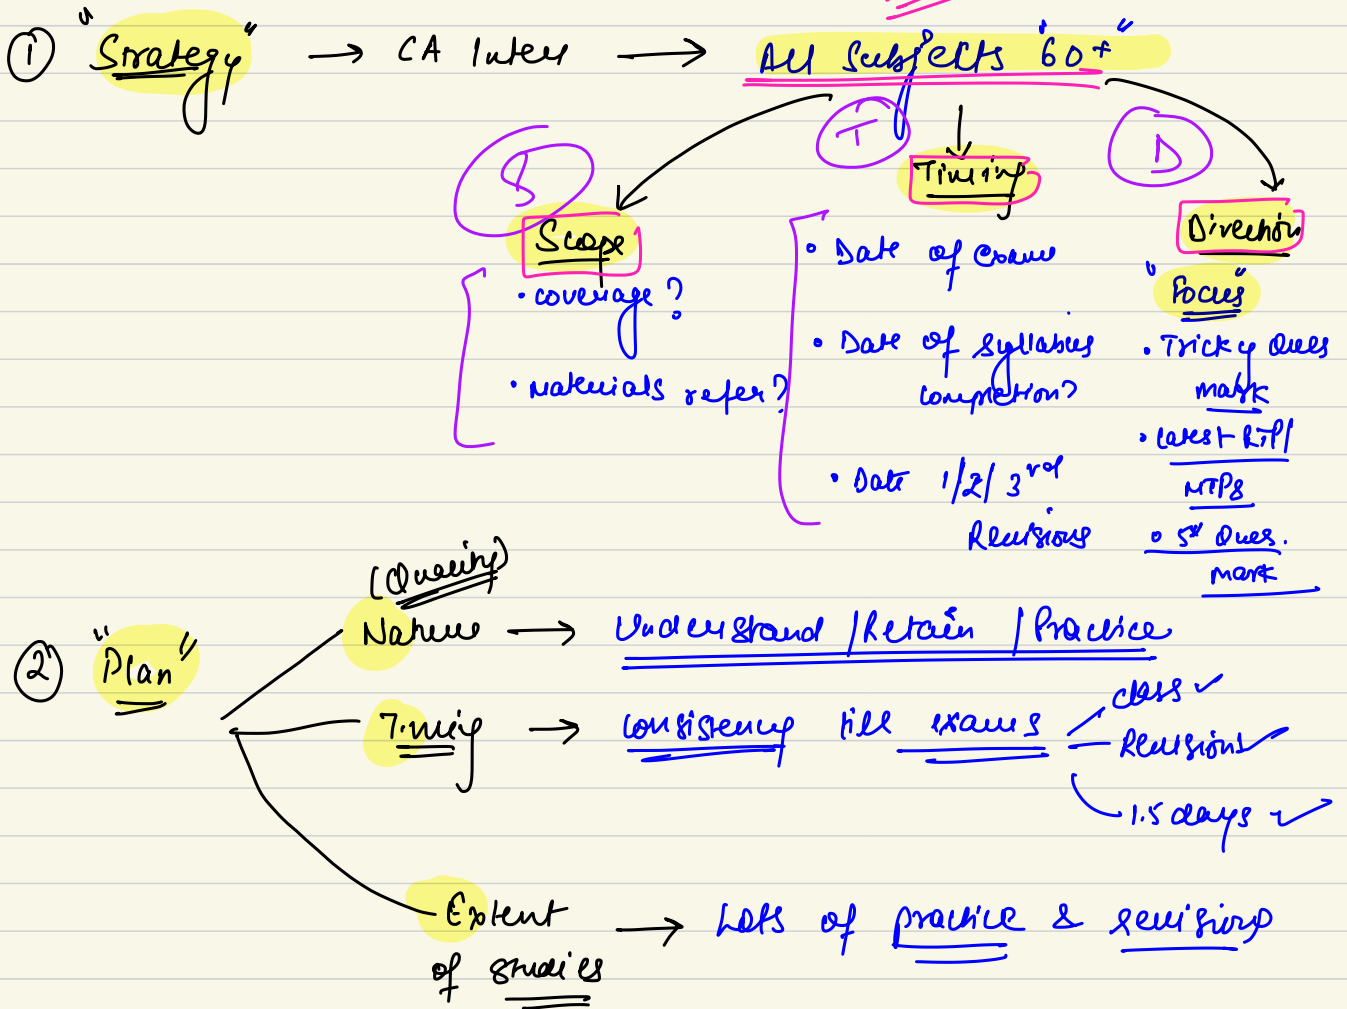 ① "Strategy" → CA Inter → All Subjects "60+"
S
T
D
Scope
• coverage?
• Materials refer?
Timing
• Date of Exams
• Date of Syllabus
completion?
• Date 1/2/3rd
Revisions
Direction
"Focus"
• Tricky Ques
mark
• Latest RTP/
MTPs
• 5* Ques.
mark
② "Plan"
(Quality)
Nature → Understand / Retain / Practice
Timing → Consistency till exams
class ✓
Revisions ✓
1.5 days ✓
Extent
of studies
→ Lots of practice & revisions